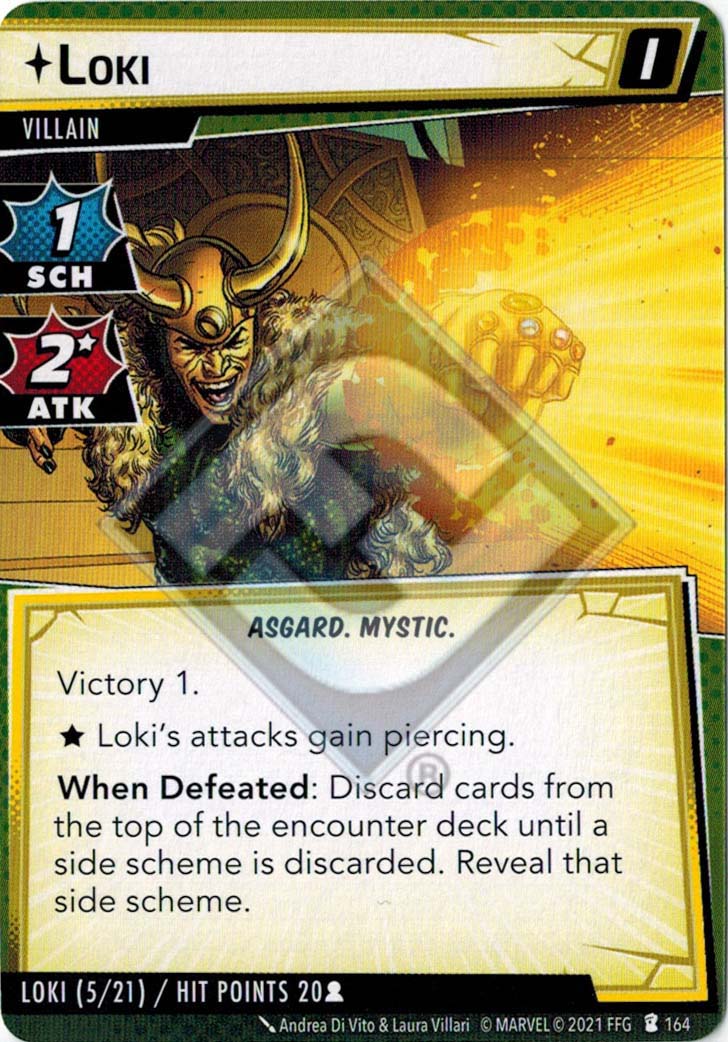 LOKI
I
VILLAIN
1
SCH
2★
ATK
ASGARD. MYSTIC.
Victory 1.
★ Loki's attacks gain piercing.
When Defeated: Discard cards from
the top of the encounter deck until a
side scheme is discarded. Reveal that
side scheme.
LOKI (5/21) / HIT POINTS 20
Andrea Di Vito & Laura Villari © MARVEL © 2021 FFG 164
®